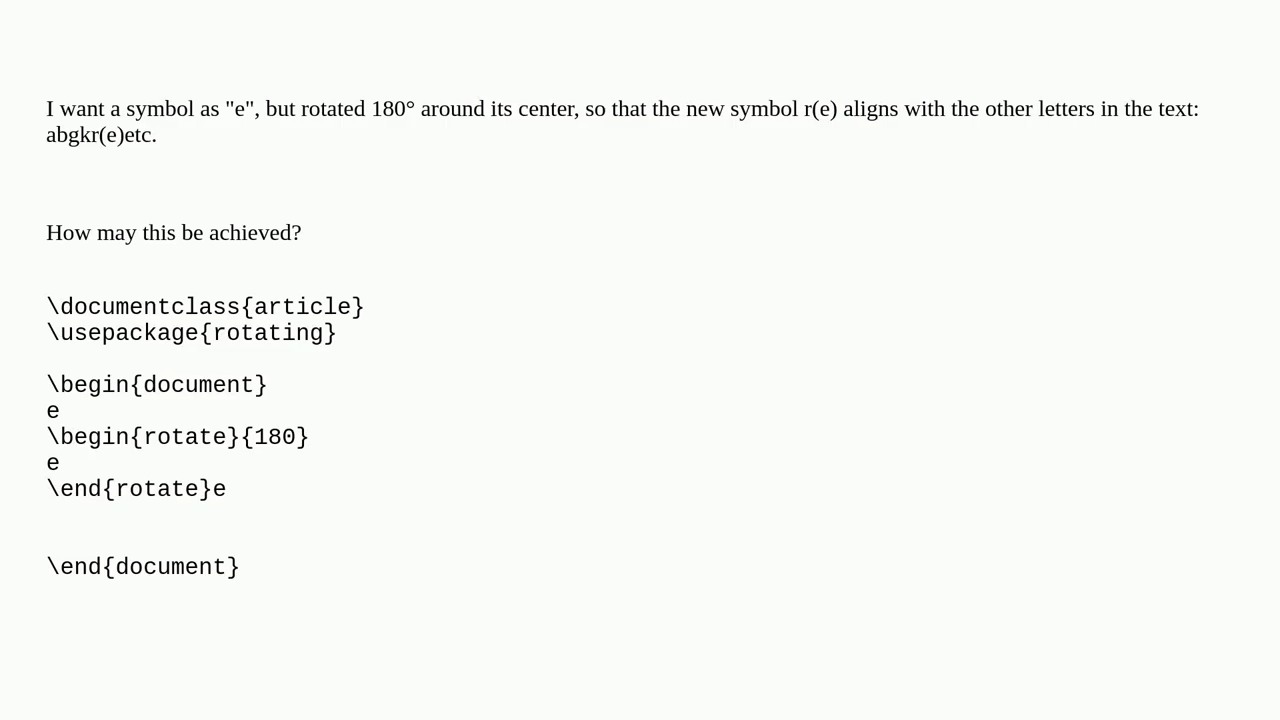 I want a symbol as "e", but rotated 180° around its center, so that the new symbol r(e) aligns with the other letters in the text:
abgkr(e)etc.
How may this be achieved?
\documentclass{article}
\usepackage{rotating}
\begin{document}
e
\begin{rotate}{180}
e
\end{rotate}e
\end{document}